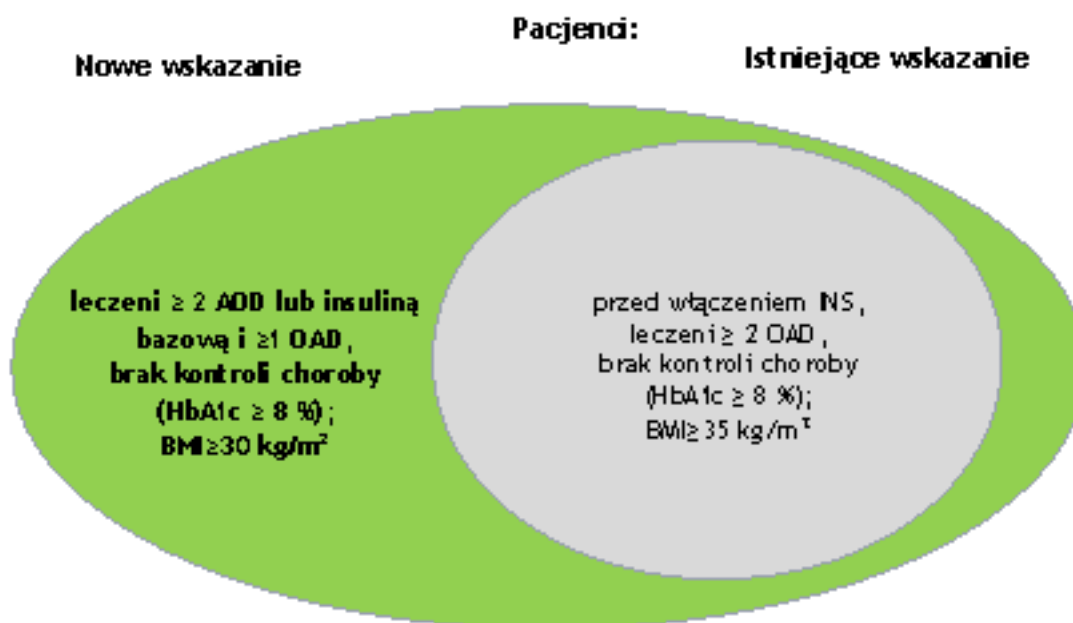 Pacjenci:
Nowe wskazanie
Istniejące wskazanie
leczeni ≥ 2 AOD lub insuliną
bazową i ≥1 OAD,
brak kontroli choroby
(HbA1c ≥ 8 %);
BMI≥30 kg/m²
przed włączeniem INS,
leczeni ≥ 2 OAD,
brak kontroli choroby
(HbA1c ≥ 8 %);
BMI≥ 35 kg/m²